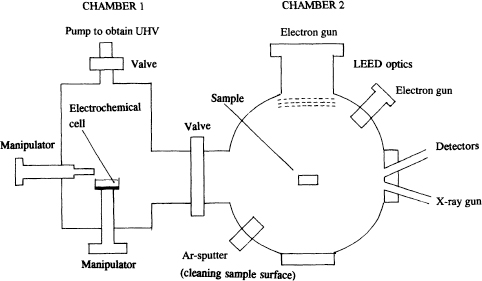 CHAMBER 1
CHAMBER 2
Pump to obtain UHV
Electron gun
Valve
LEED optics
Electron gun
Electrochemical
cell
Sample
Valve
Manipulator
Detectors
X-ray gun
Ar-sputter
(cleaning sample surface)
Manipulator